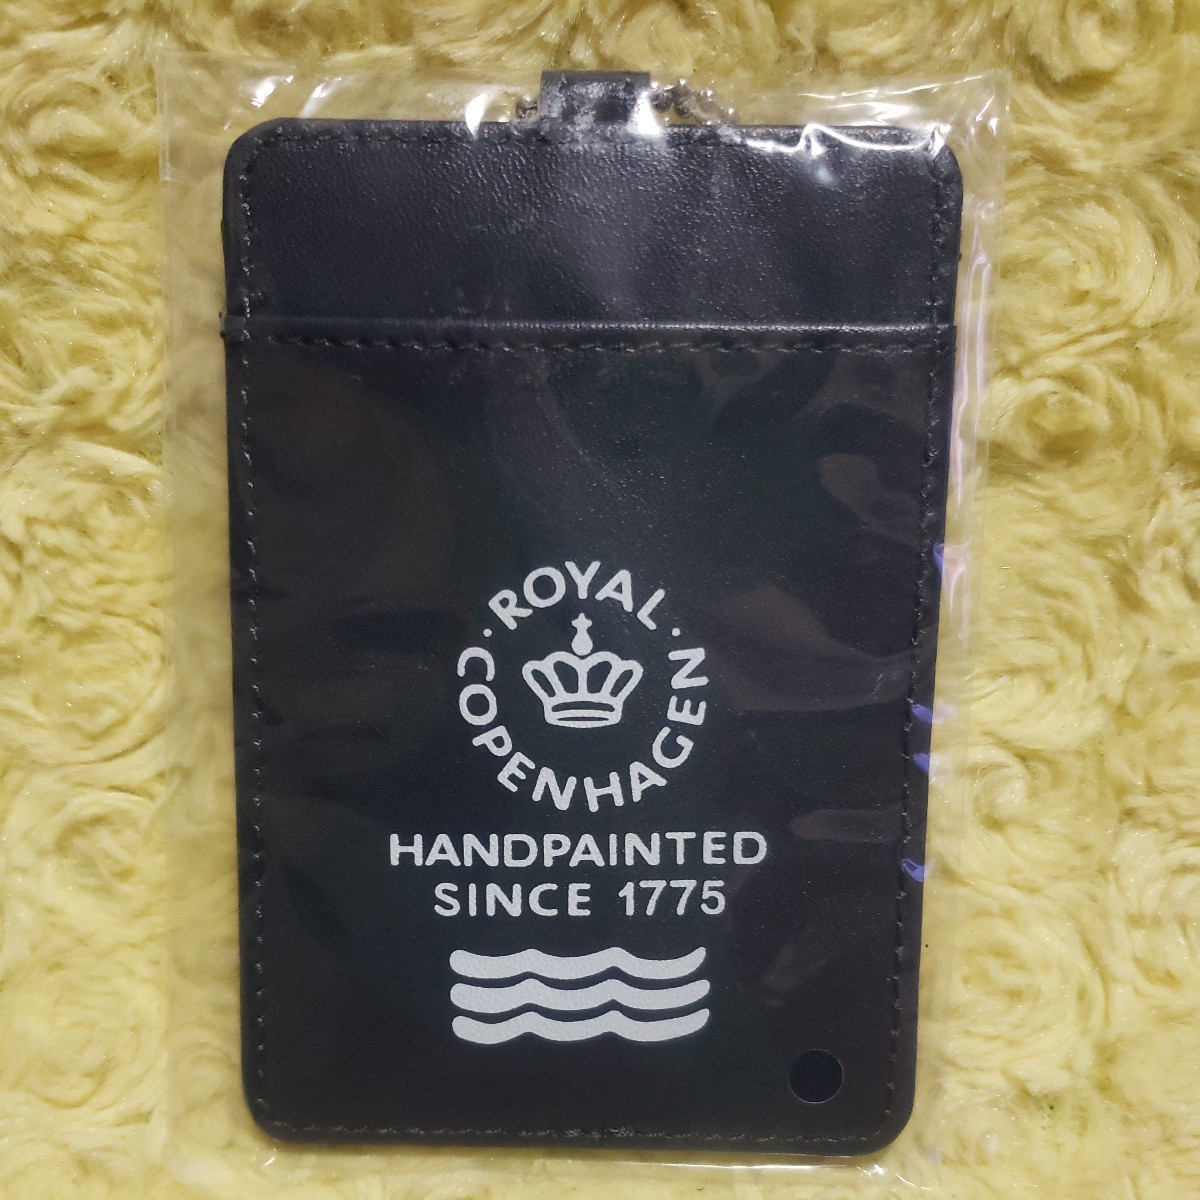 · ROYAL ·
COPENHAGEN
HANDPAINTED
SINCE 1775